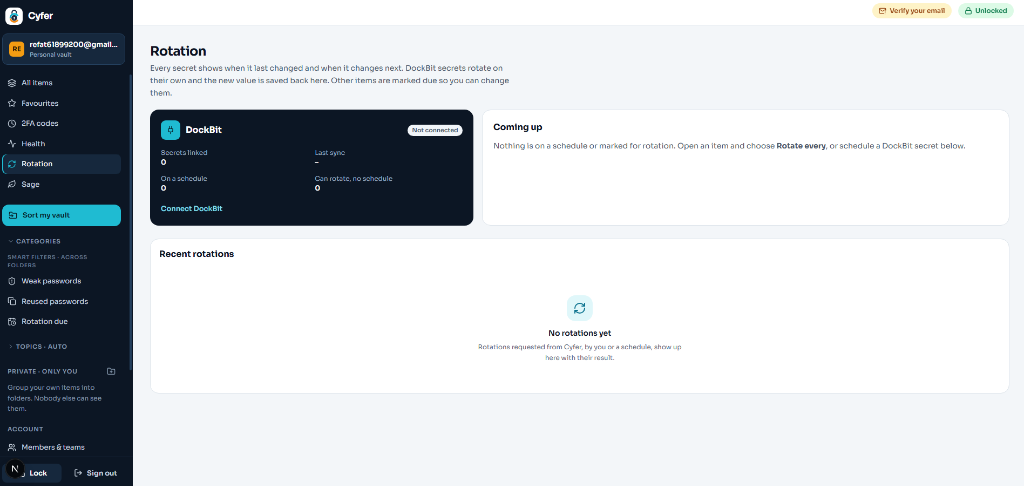 Cyfer
Verify your email
Unlocked
RE
refat61899200@gmail...
Personal vault
All items
Favourites
2FA codes
Health
Rotation
Sage
Sort my vault
CATEGORIES
SMART FILTERS · ACROSS
FOLDERS
Weak passwords
Reused passwords
Rotation due
TOPICS · AUTO
PRIVATE · ONLY YOU
Group your own items into
folders. Nobody else can see
them.
ACCOUNT
Members & teams
N
Lock
Sign out
Rotation
Every secret shows when it last changed and when it changes next. DockBit secrets rotate on
their own and the new value is saved back here. Other items are marked due so you can change
them.
DockBit
Not connected
Secrets linked
0
Last sync
–
On a schedule
0
Can rotate, no schedule
0
Connect DockBit
Coming up
Nothing is on a schedule or marked for rotation. Open an item and choose Rotate every, or schedule a DockBit secret below.
Recent rotations
No rotations yet
Rotations requested from Cyfer, by you or a schedule, show up
here with their result.